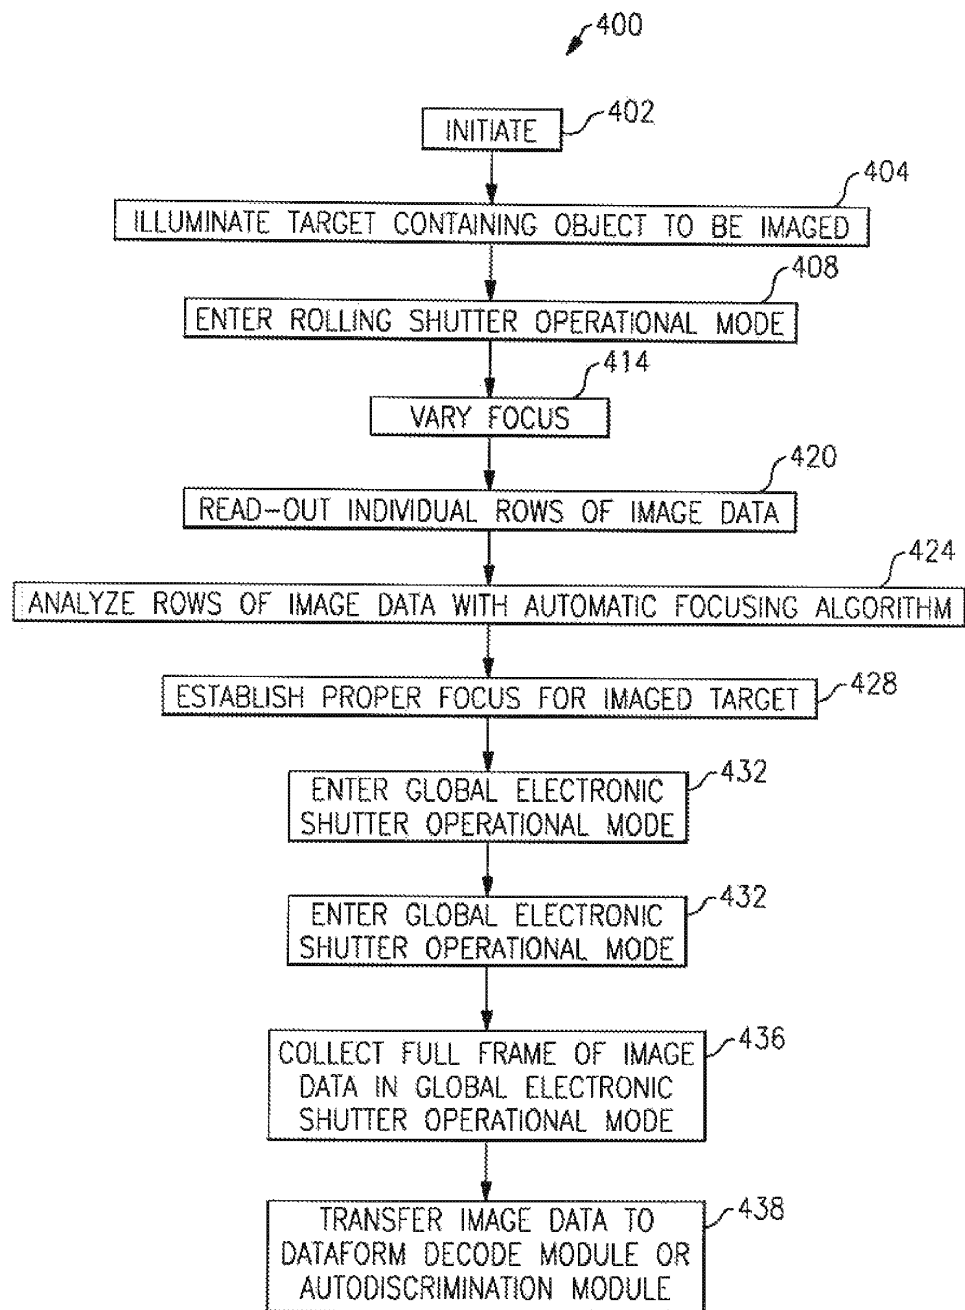 400
INITIATE
402
404
ILLUMINATE TARGET CONTAINING OBJECT TO BE IMAGED
408
ENTER ROLLING SHUTTER OPERATIONAL MODE
414
VARY FOCUS
420
READ-OUT INDIVIDUAL ROWS OF IMAGE DATA
424
ANALYZE ROWS OF IMAGE DATA WITH AUTOMATIC FOCUSING ALGORITHM
ESTABLISH PROPER FOCUS FOR IMAGED TARGET
428
432
ENTER GLOBAL ELECTRONIC
SHUTTER OPERATIONAL MODE
432
ENTER GLOBAL ELECTRONIC
SHUTTER OPERATIONAL MODE
436
COLLECT FULL FRAME OF IMAGE
DATA IN GLOBAL ELECTRONIC
SHUTTER OPERATIONAL MODE
438
TRANSFER IMAGE DATA TO
DATAFORM DECODE MODULE OR
AUTODISCRIMINATION MODULE